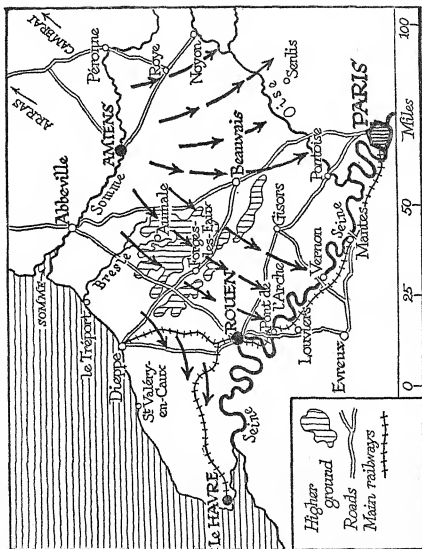 CAMBRAI
ARRAS
Péronne
Roye
Noyon
AMIENS
Abbeville
Somme
SOMME
Bresle
le Tréport
Dieppe
St Valéry-
en-Caux
Aumale
Forges-
les-Eaux
Beauvais
Oise
Senlis
Pontoise
PARIS
Gisors
ROUEN
Pont de
l'Arche
Louviers
Vernon
Seine
Mantes
Evreux
Seine
Le HAVRE
Higher
ground
Roads
Main railways
0
25
50
Miles
100